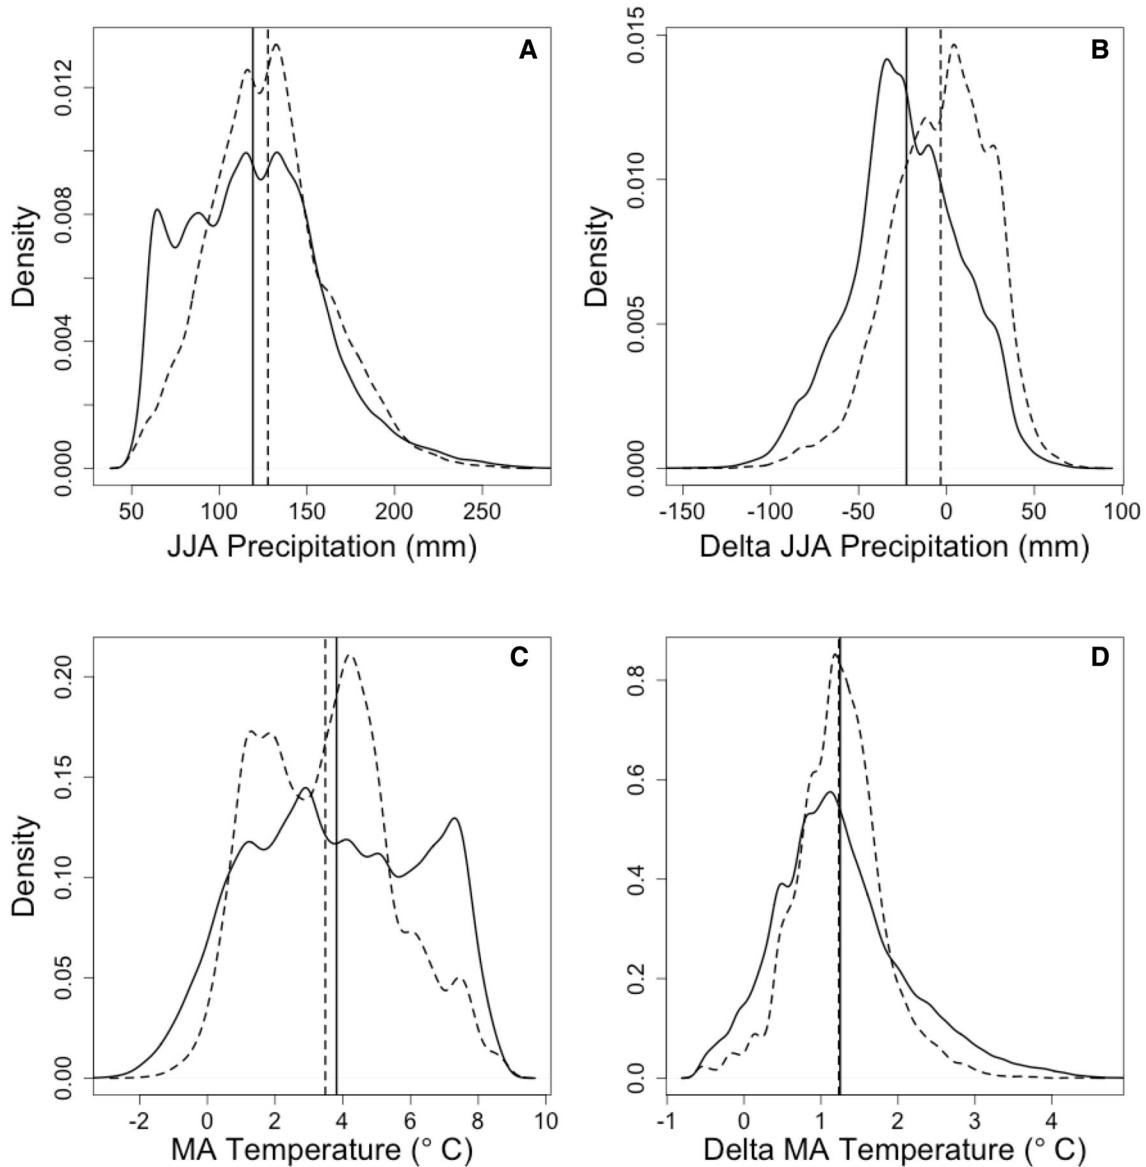 A
0.012
0.008
0.004
0.000
Density
50 100 150 200 250
JJA Precipitation (mm)
B
0.015
0.010
0.005
0.000
Density
-150 -100 -50 0 50 100
Delta JJA Precipitation (mm)
C
0.20
0.15
0.10
0.05
0.00
Density
-2 0 2 4 6 8 10
MA Temperature (° C)
D
0.8
0.6
0.4
0.2
0.0
-1 0 1 2 3 4
Delta MA Temperature (° C)